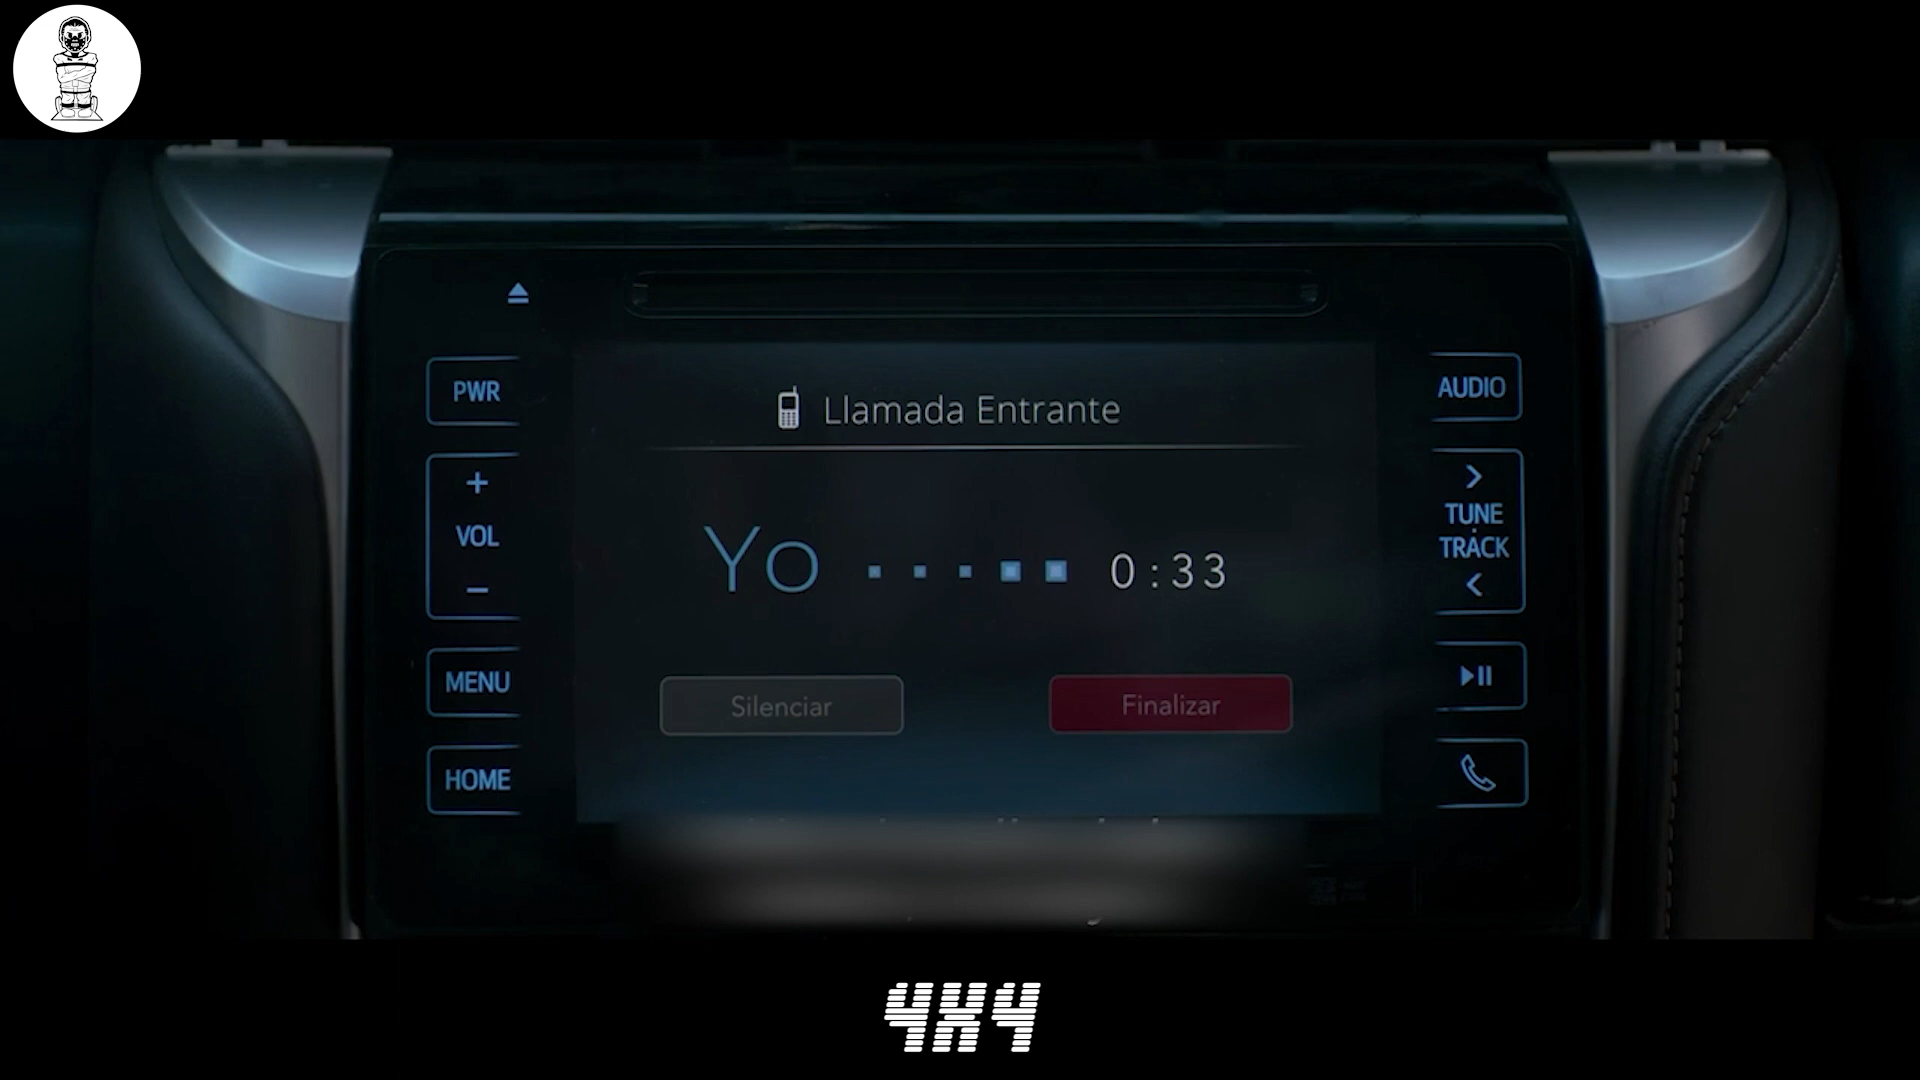 PWR
+
VOL
−
MENU
HOME
Llamada Entrante
Yo 0:33
Silenciar
Finalizar
AUDIO
>
TUNE
TRACK
<
4X4